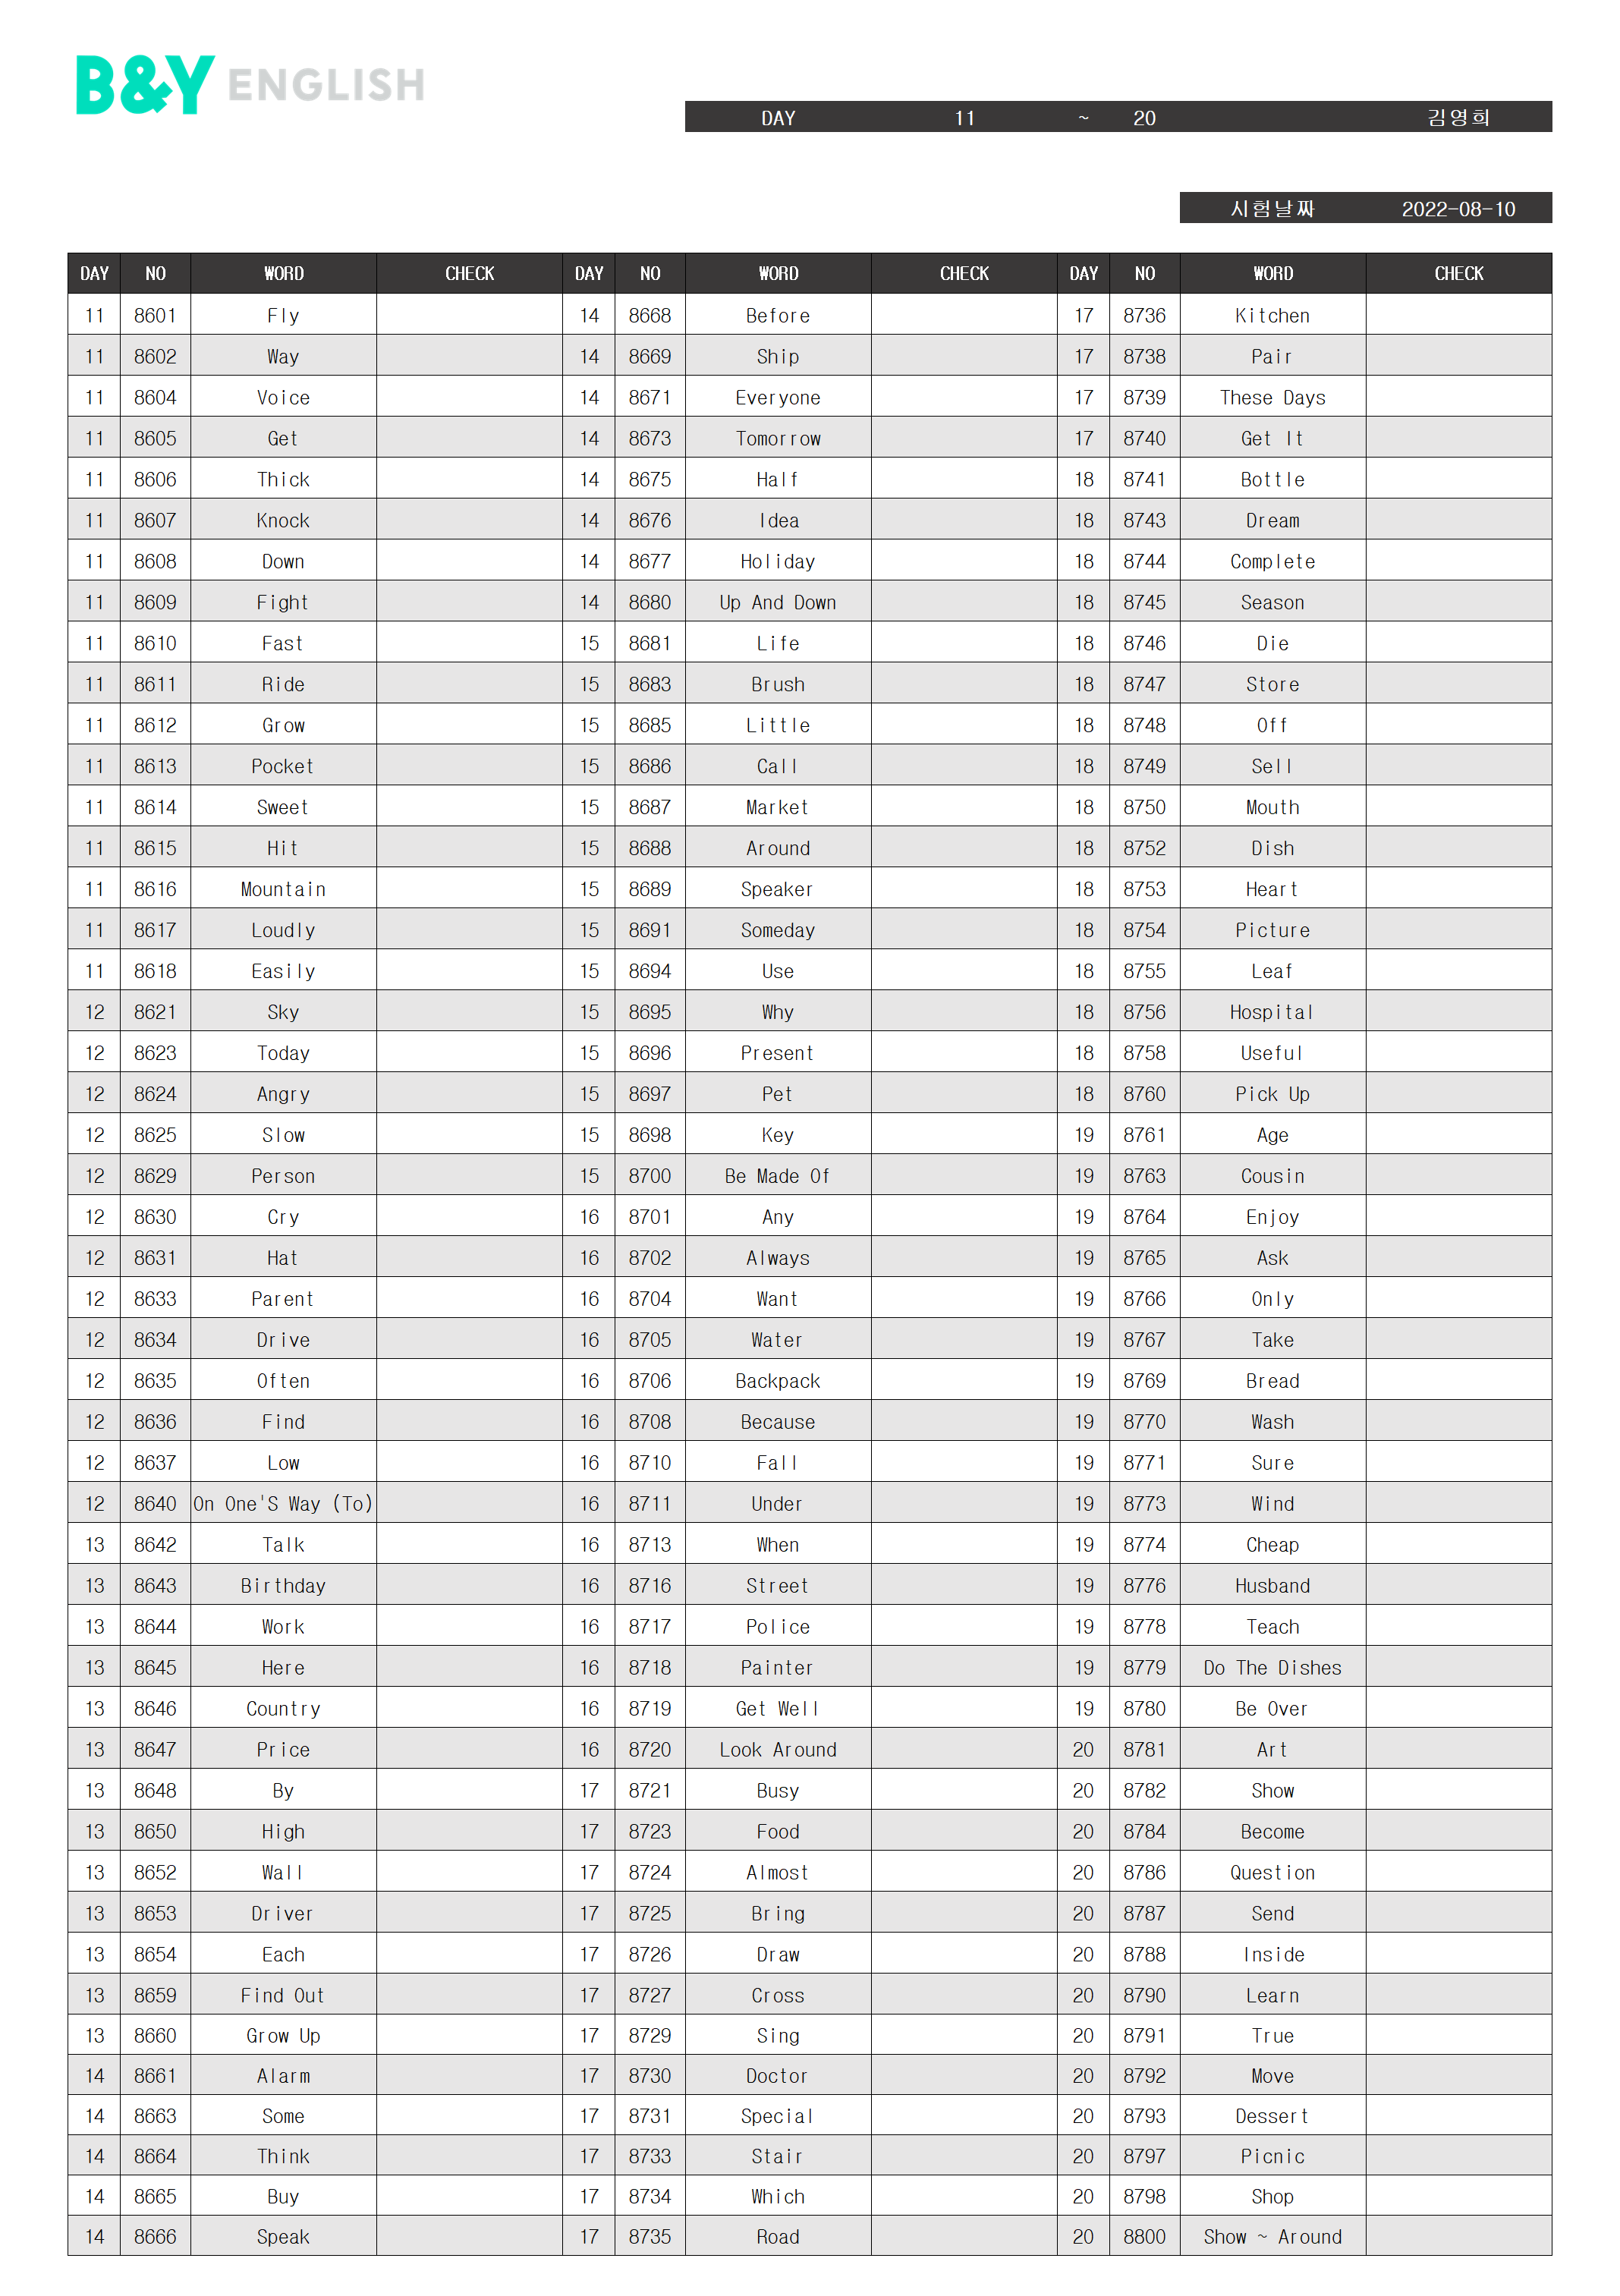 B&Y ENGLISH
DAY 11 ~ 20 김영희
시험날짜 2022-08-10
DAY NO WORD CHECK DAY NO WORD CHECK DAY NO WORD CHECK
11 8601 Fly 14 8668 Before 17 8736 Kitchen
11 8602 Way 14 8669 Ship 17 8738 Pair
11 8604 Voice 14 8671 Everyone 17 8739 These Days
11 8605 Get 14 8673 Tomorrow 17 8740 Get It
11 8606 Thick 14 8675 Half 18 8741 Bottle
11 8607 Knock 14 8676 Idea 18 8743 Dream
11 8608 Down 14 8677 Holiday 18 8744 Complete
11 8609 Fight 14 8680 Up And Down 18 8745 Season
11 8610 Fast 15 8681 Life 18 8746 Die
11 8611 Ride 15 8683 Brush 18 8747 Store
11 8612 Grow 15 8685 Little 18 8748 Off
11 8613 Pocket 15 8686 Call 18 8749 Sell
11 8614 Sweet 15 8687 Market 18 8750 Mouth
11 8615 Hit 15 8688 Around 18 8752 Dish
11 8616 Mountain 15 8689 Speaker 18 8753 Heart
11 8617 Loudly 15 8691 Someday 18 8754 Picture
11 8618 Easily 15 8694 Use 18 8755 Leaf
12 8621 Sky 15 8695 Why 18 8756 Hospital
12 8623 Today 15 8696 Present 18 8758 Useful
12 8624 Angry 15 8697 Pet 18 8760 Pick Up
12 8625 Slow 15 8698 Key 19 8761 Age
12 8629 Person 15 8700 Be Made Of 19 8763 Cousin
12 8630 Cry 16 8701 Any 19 8764 Enjoy
12 8631 Hat 16 8702 Always 19 8765 Ask
12 8633 Parent 16 8704 Want 19 8766 Only
12 8634 Drive 16 8705 Water 19 8767 Take
12 8635 Often 16 8706 Backpack 19 8769 Bread
12 8636 Find 16 8708 Because 19 8770 Wash
12 8637 Low 16 8710 Fall 19 8771 Sure
12 8640 On One'S Way (To) 16 8711 Under 19 8773 Wind
13 8642 Talk 16 8713 When 19 8774 Cheap
13 8643 Birthday 16 8716 Street 19 8776 Husband
13 8644 Work 16 8717 Police 19 8778 Teach
13 8645 Here 16 8718 Painter 19 8779 Do The Dishes
13 8646 Country 16 8719 Get Well 19 8780 Be Over
13 8647 Price 16 8720 Look Around 20 8781 Art
13 8648 By 17 8721 Busy 20 8782 Show
13 8650 High 17 8723 Food 20 8784 Become
13 8652 Wall 17 8724 Almost 20 8786 Question
13 8653 Driver 17 8725 Bring 20 8787 Send
13 8654 Each 17 8726 Draw 20 8788 Inside
13 8659 Find Out 17 8727 Cross 20 8790 Learn
13 8660 Grow Up 17 8729 Sing 20 8791 True
14 8661 Alarm 17 8730 Doctor 20 8792 Move
14 8663 Some 17 8731 Special 20 8793 Dessert
14 8664 Think 17 8733 Stair 20 8797 Picnic
14 8665 Buy 17 8734 Which 20 8798 Shop
14 8666 Speak 17 8735 Road 20 8800 Show ~ Around